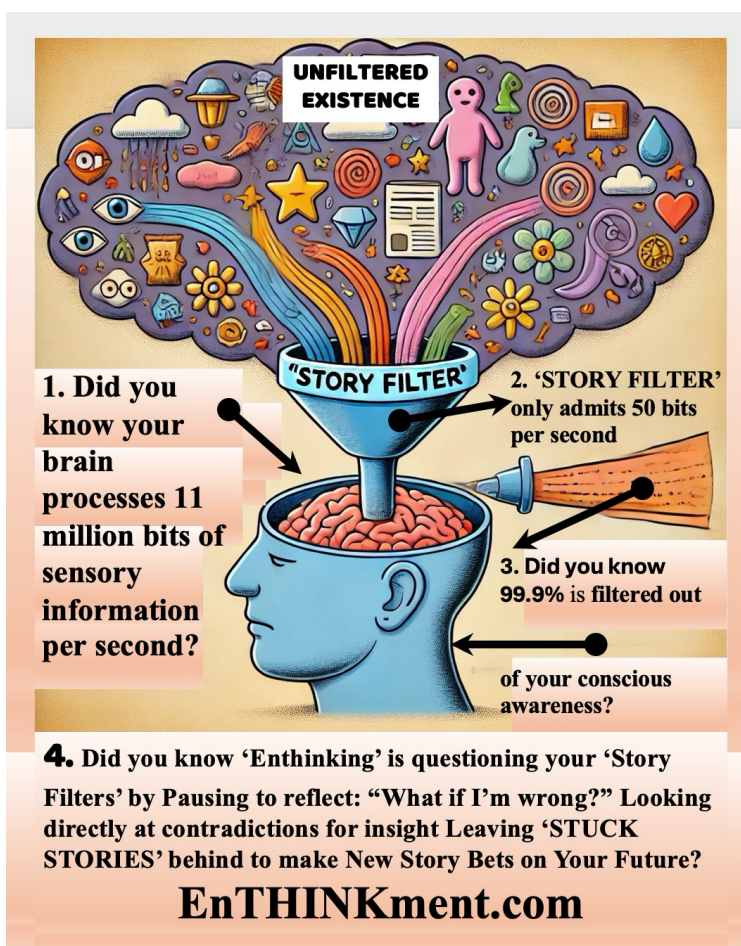 UNFILTERED
EXISTENCE
"STORY FILTER'
1. Did you
know your
brain
processes 11
million bits of
sensory
information
per second?
2. ‘STORY FILTER’
only admits 50 bits
per second
3. Did you know
99.9% is filtered out
of your conscious
awareness?
4. Did you know ‘Enthinking’ is questioning your ‘Story
Filters’ by Pausing to reflect: “What if I’m wrong?” Looking
directly at contradictions for insight Leaving ‘STUCK
STORIES’ behind to make New Story Bets on Your Future?
EnTHINKment.com